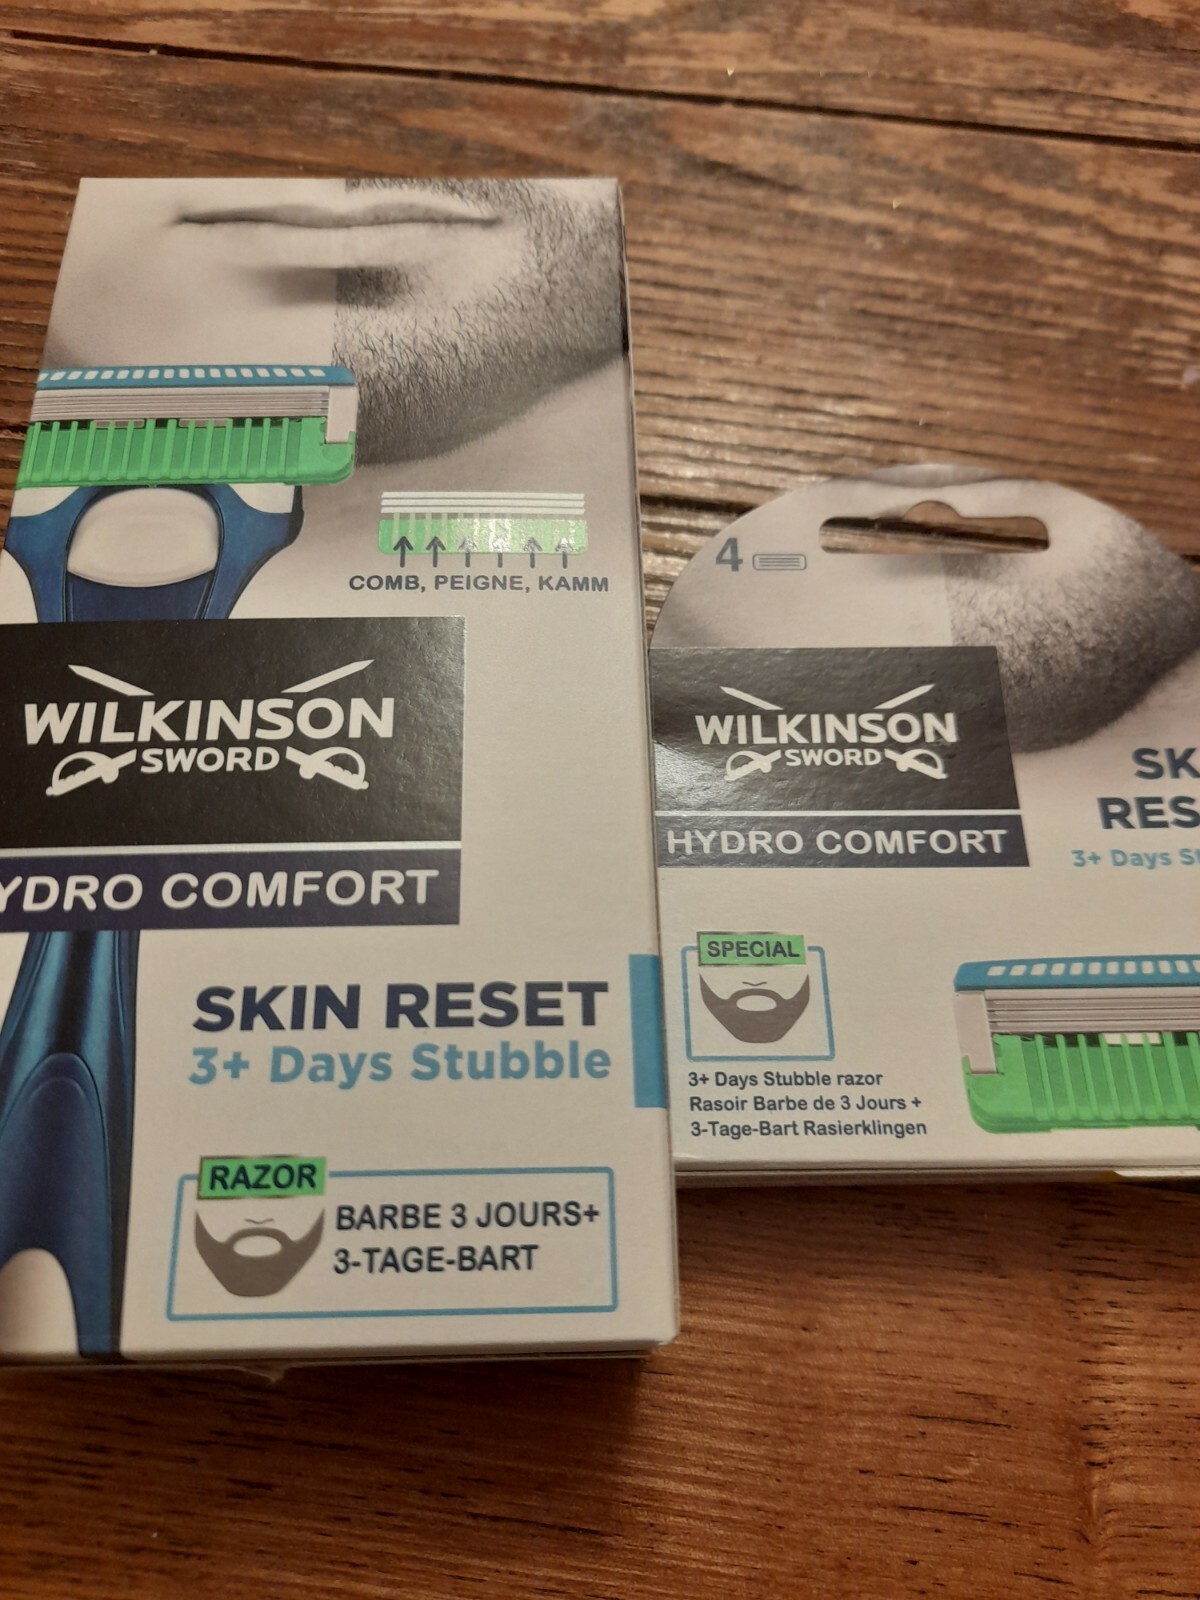 COMB, PEIGNE, KAMM
WILKINSON
SWORD
YDRO COMFORT
SKIN RESET
3+ Days Stubble
RAZOR
BARBE 3 JOURS+
3-TAGE-BART
4
WILKINSON
SWORD
HYDRO COMFORT
SK
RES
3+ Days St
SPECIAL
3+ Days Stubble razor
Rasoir Barbe de 3 Jours +
3-Tage-Bart Rasierklingen